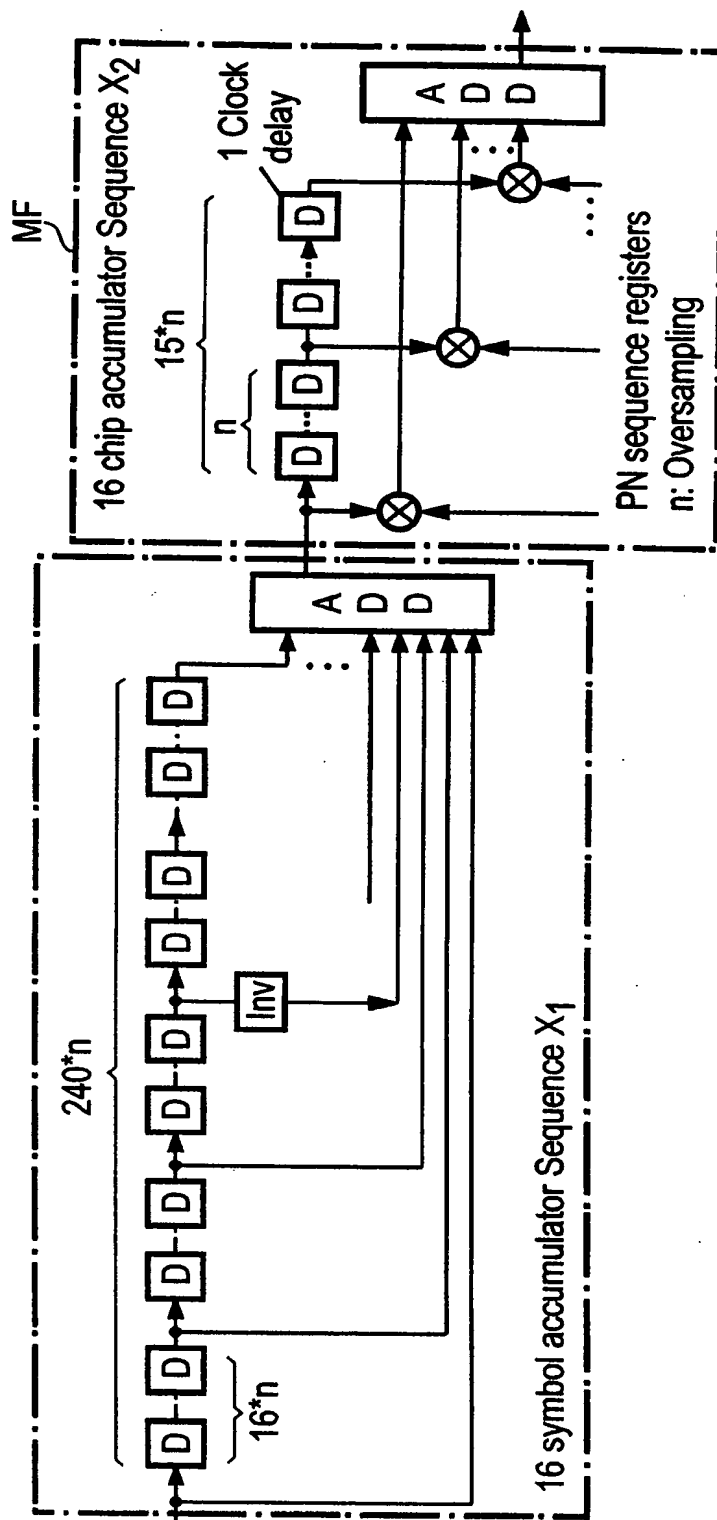 MF
16 chip accumulator Sequence X2
1 Clock
delay
15*n
n
D D D D D
A D D
PN sequence registers
n: Oversampling
240*n
D D D D D D D D D D
16*n
Inv
A D D
16 symbol accumulator Sequence X1